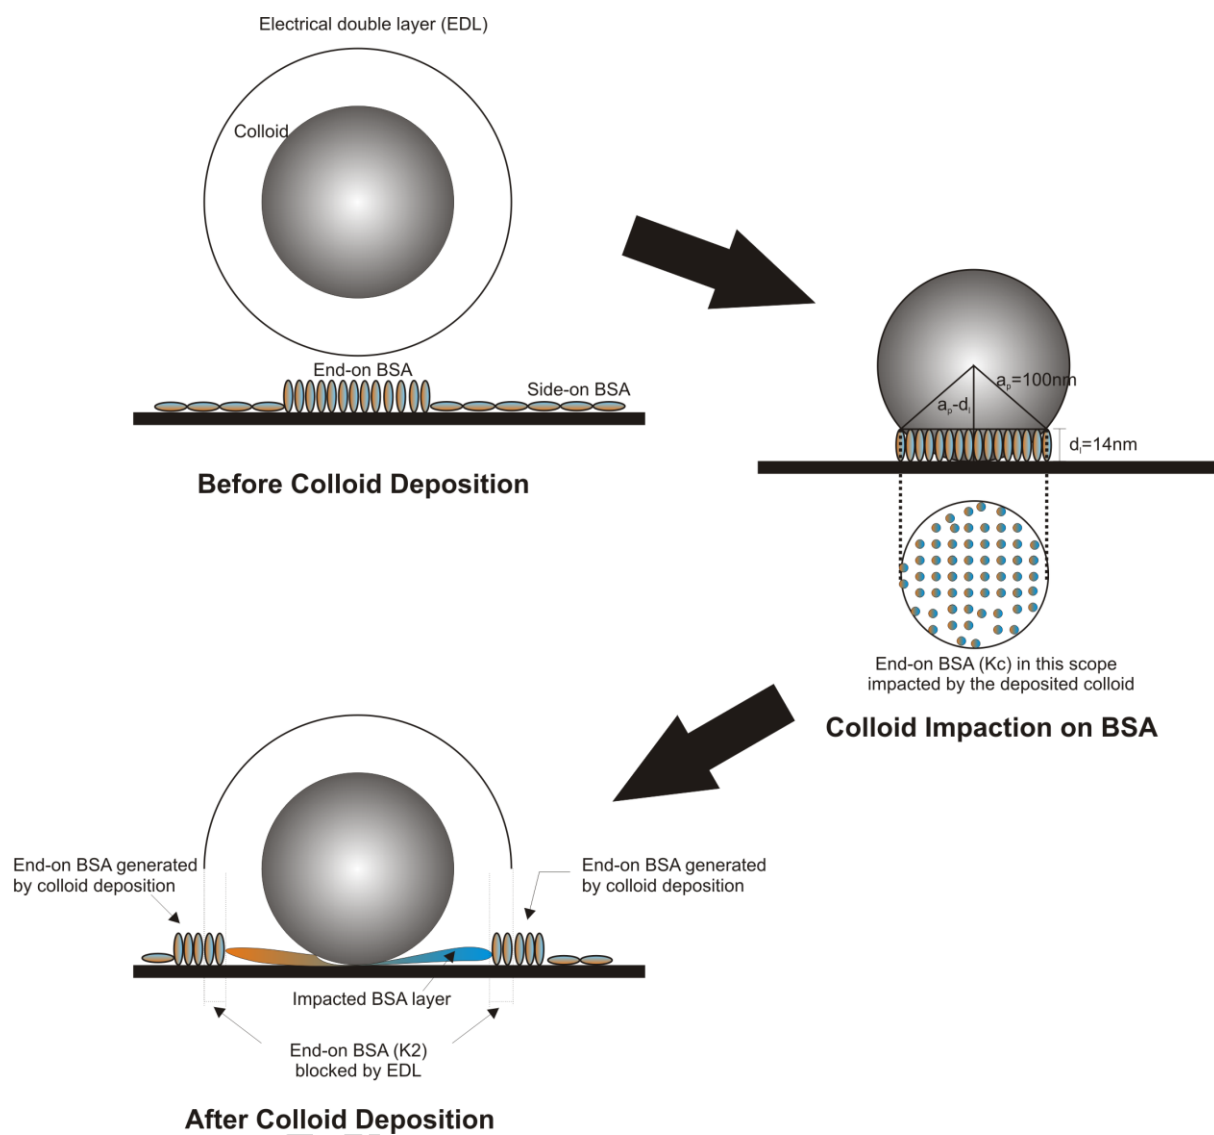 Electrical double layer (EDL)
Colloid
End-on BSA
Side-on BSA
Before Colloid Deposition
aₚ=100nm
aₚ-dₗ
dₗ=14nm
End-on BSA (Kc) in this scope
impacted by the deposited colloid
Colloid Impaction on BSA
End-on BSA generated
by colloid deposition
End-on BSA generated
by colloid deposition
Impacted BSA layer
End-on BSA (K2)
blocked by EDL
After Colloid Deposition